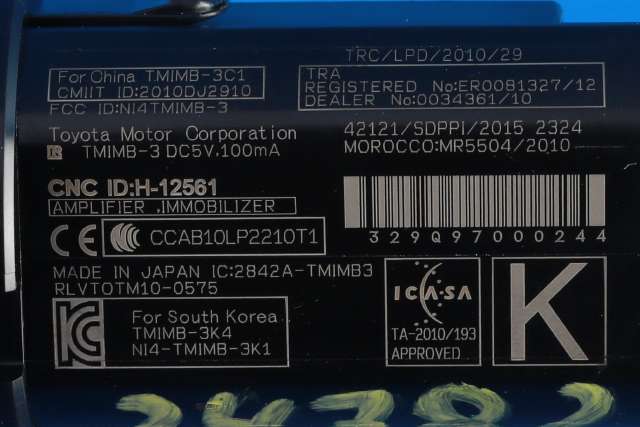 TRC/LPD/2010/29
For China TMIMB-3C1
CMIIT ID:2010DJ2910
FCC ID:NI4TMIMB-3
TRA
REGISTERED No:ER0081327/12
DEALER No:0034361/10
Toyota Motor Corporation
TMIMB-3 DC5V.100mA
42121/SDPPI/2015 2324
MOROCCO:MR5504/2010
CNC ID:H-12561
AMPLIFIER ,IMMOBILIZER
CE CCAB10LP2210T1
329Q97000244
MADE IN JAPAN IC:2842A-TMIMB3
RLVTOTM10-0575
For South Korea
TMIMB-3K4
NI4-TMIMB-3K1
ICASA
TA-2010/193
APPROVED
K